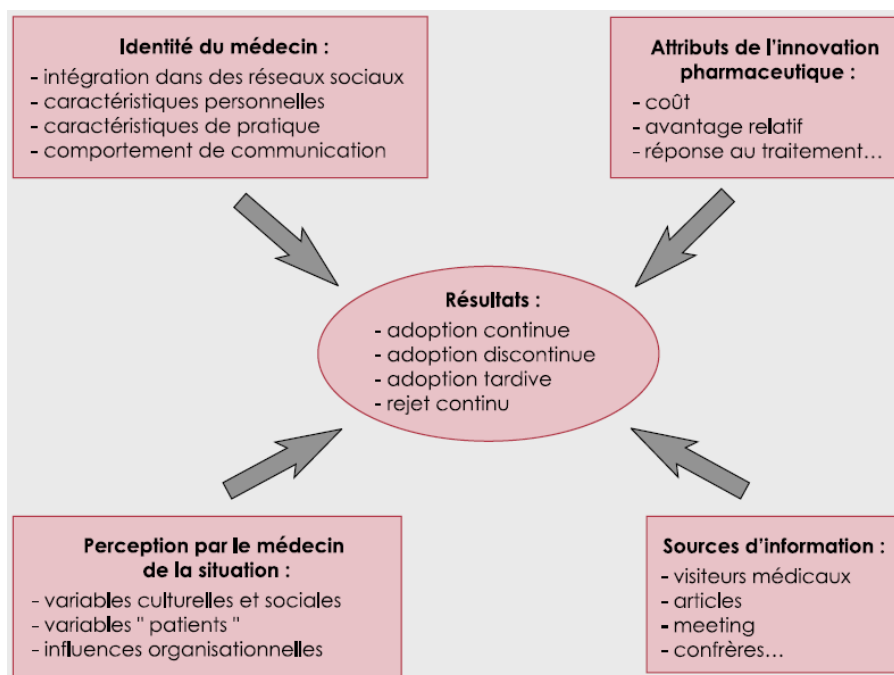 Identité du médecin :
- intégration dans des réseaux sociaux
- caractéristiques personnelles
- caractéristiques de pratique
- comportement de communication
Attributs de l'innovation
pharmaceutique :
- coût
- avantage relatif
- réponse au traitement...
Résultats :
- adoption continue
- adoption discontinue
- adoption tardive
- rejet continu
Perception par le médecin
de la situation :
- variables culturelles et sociales
- variables " patients "
- influences organisationnelles
Sources d'information :
- visiteurs médicaux
- articles
- meeting
- confrères...